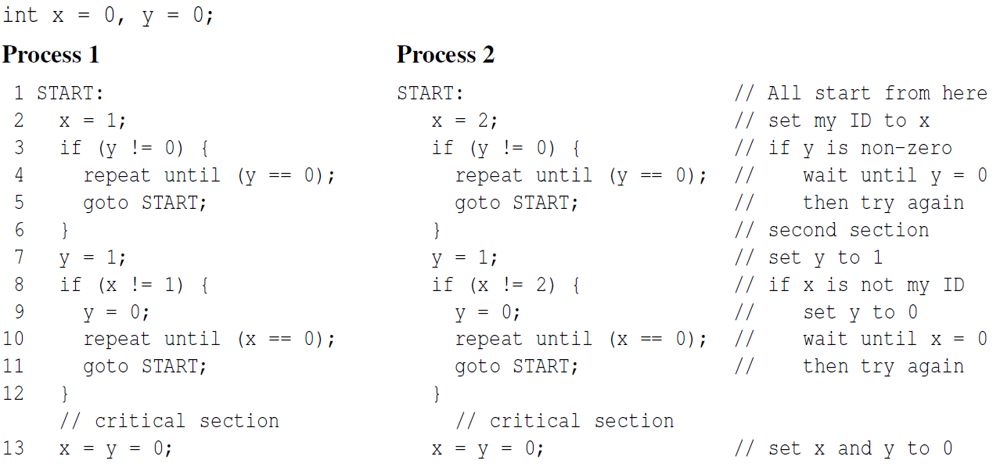 int x = 0, y = 0;
Process 1 Process 2
1 START: START: // All start from here
2 x = 1; x = 2; // set my ID to x
3 if (y != 0) { if (y != 0) { // if y is non-zero
4 repeat until (y == 0); repeat until (y == 0); // wait until y = 0
5 goto START; goto START; // then try again
6 } } // second section
7 y = 1; y = 1; // set y to 1
8 if (x != 1) { if (x != 2) { // if x is not my ID
9 y = 0; y = 0; // set y to 0
10 repeat until (x == 0); repeat until (x == 0); // wait until x = 0
11 goto START; goto START; // then try again
12 } }
// critical section // critical section
13 x = y = 0; x = y = 0; // set x and y to 0